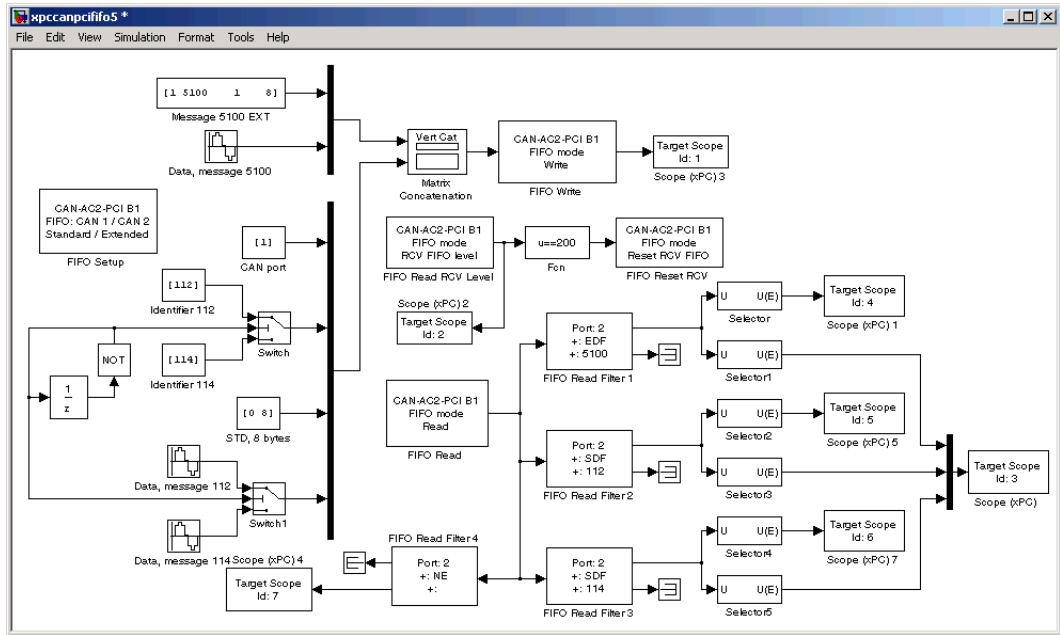 xpccanpcififo5 *
File Edit View Simulation Format Tools Help
[1 5100 1 8]
Message 5100 EXT
Data, message 5100
Vert Cat
Matrix
Concatenation
CAN-AC2-PCI B1
FIFO mode
Write
FIFO Write
Target Scope
Id: 1
Scope (xPC) 3
CAN-AC2-PCI B1
FIFO: CAN 1 / CAN 2
Standard / Extended
FIFO Setup
[1]
CAN port
CAN-AC2-PCI B1
FIFO mode
RCV FIFO level
FIFO Read RCV Level
u==200
Fcn
CAN-AC2-PCI B1
FIFO mode
Reset RCV FIFO
FIFO Reset RCV
[112]
Identifier 112
Switch
[114]
Identifier 114
NOT
1
z
Scope (xPC) 2
Target Scope
Id: 2
Port: 2
+: EDF
+: 5100
FIFO Read Filter1
U U(E)
Selector
Target Scope
Id: 4
Scope (xPC) 1
U U(E)
Selector1
[0 8]
STD, 8 bytes
CAN-AC2-PCI B1
FIFO mode
Read
FIFO Read
Port: 2
+: SDF
+: 112
FIFO Read Filter2
U U(E)
Selector2
Target Scope
Id: 5
Scope (xPC) 5
U U(E)
Selector3
Target Scope
Id: 3
Scope (xPC)
Data, message 112
Switch1
Data, message 114
Scope (xPC) 4
Target Scope
Id: 7
FIFO Read Filter4
Port: 2
+: NE
+:
Port: 2
+: SDF
+: 114
FIFO Read Filter3
U U(E)
Selector4
Target Scope
Id: 6
Scope (xPC) 7
U U(E)
Selector5